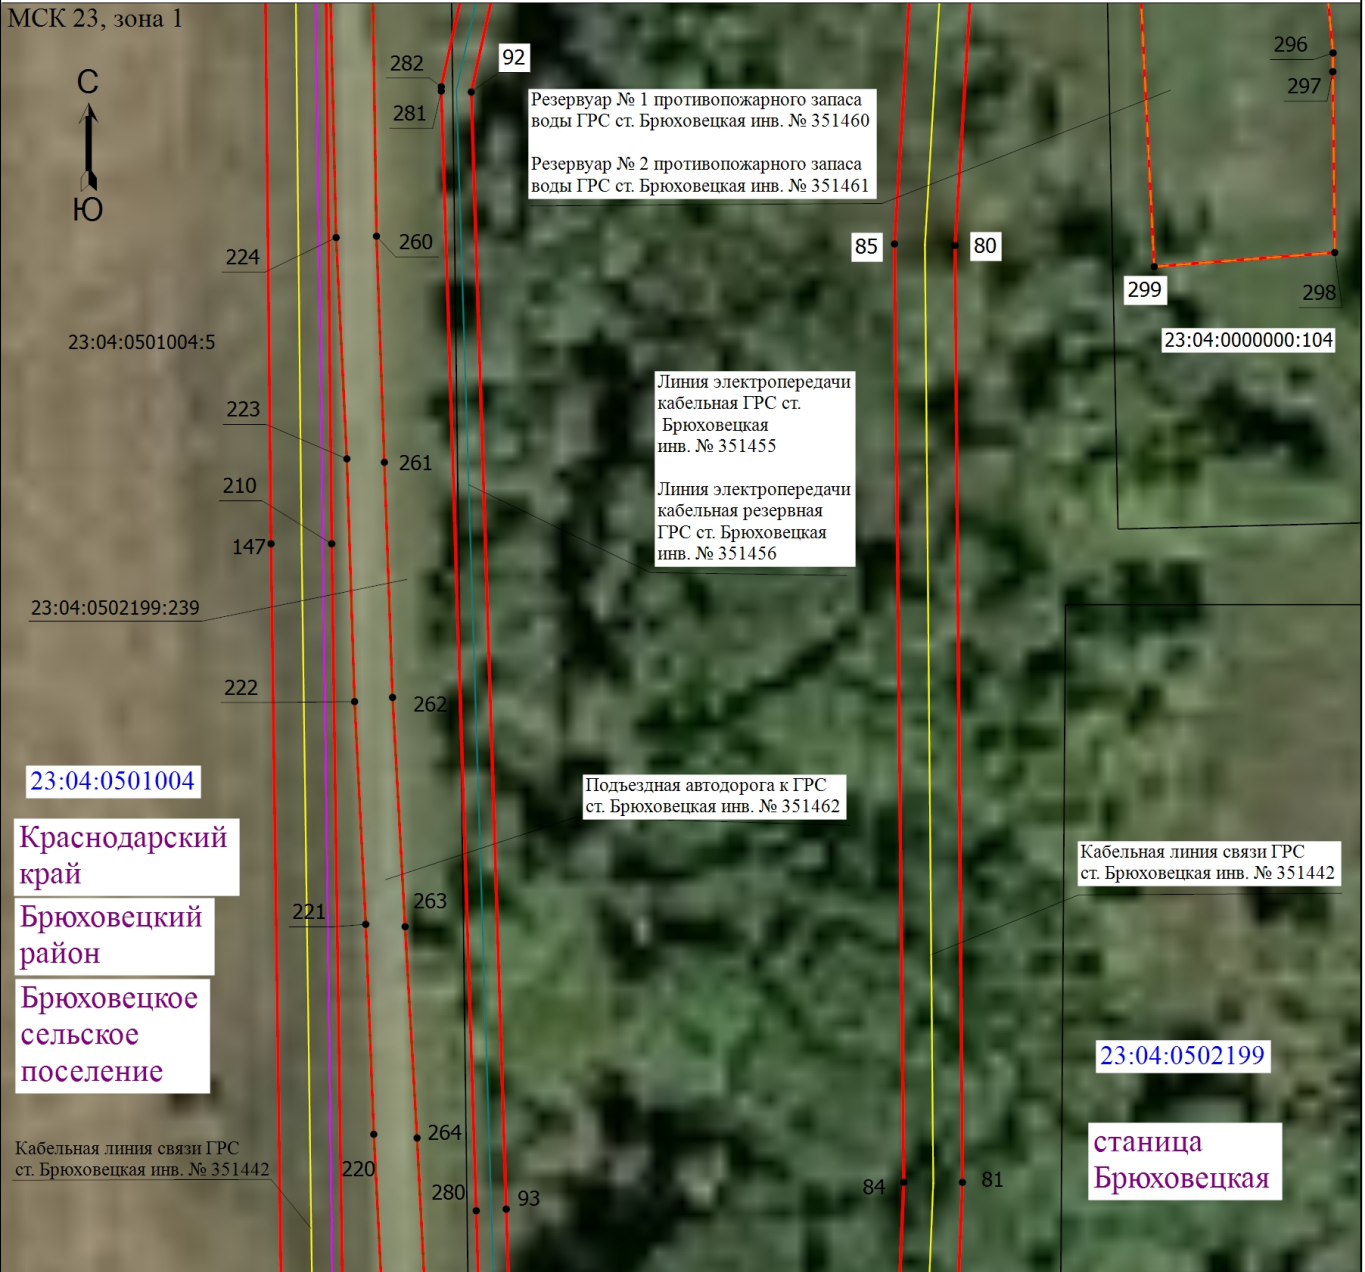 МСК 23, зона 1
С
Ю
282
92
281
296
297
Резервуар № 1 противопожарного запаса
воды ГРС ст. Брюховецкая инв. № 351460
Резервуар № 2 противопожарного запаса
воды ГРС ст. Брюховецкая инв. № 351461
224
260
85
80
299
298
23:04:0501004:5
23:04:0000000:104
Линия электропередачи
кабельная ГРС ст.
Брюховецкая
инв. № 351455
Линия электропередачи
кабельная резервная
ГРС ст. Брюховецкая
инв. № 351456
223
261
210
147
23:04:0502199:239
222
262
23:04:0501004
Подъездная автодорога к ГРС
ст. Брюховецкая инв. № 351462
Краснодарский
край
Брюховецкий
район
Брюховецкое
сельское
поселение
221
263
Кабельная линия связи ГРС
ст. Брюховецкая инв. № 351442
23:04:0502199
станица
Брюховецкая
Кабельная линия связи ГРС
ст. Брюховецкая инв. № 351442
220
264
280
93
84
81